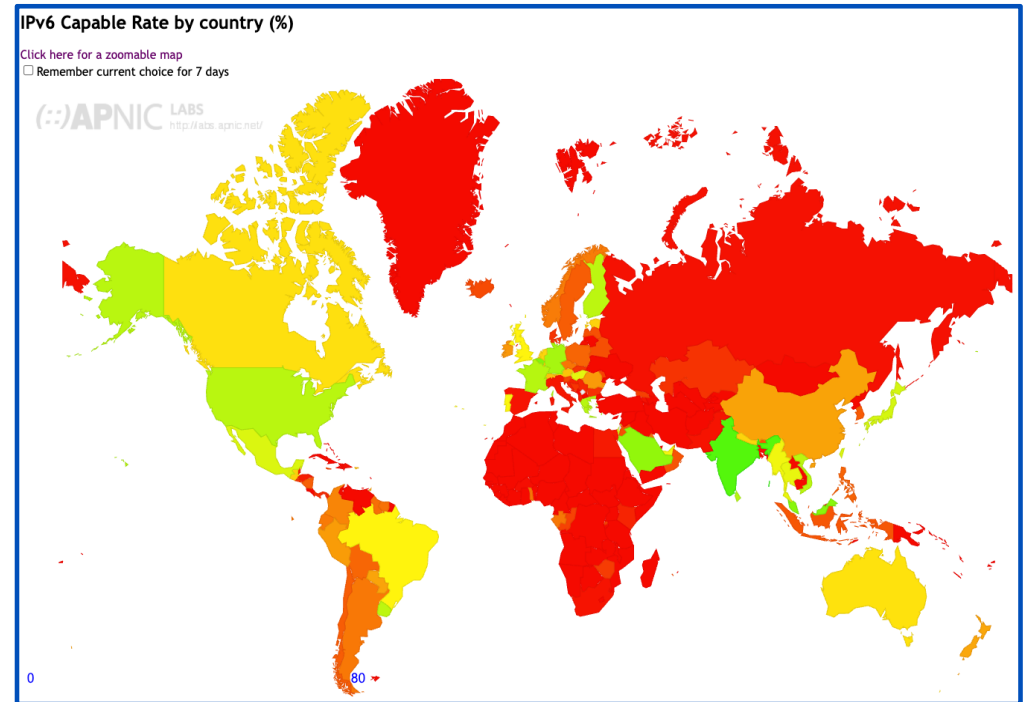 IPv6 Capable Rate by country (%)
Click here for a zoomable map
Remember current choice for 7 days
(::)APNIC LABS
http://labs.apnic.net/
0 80